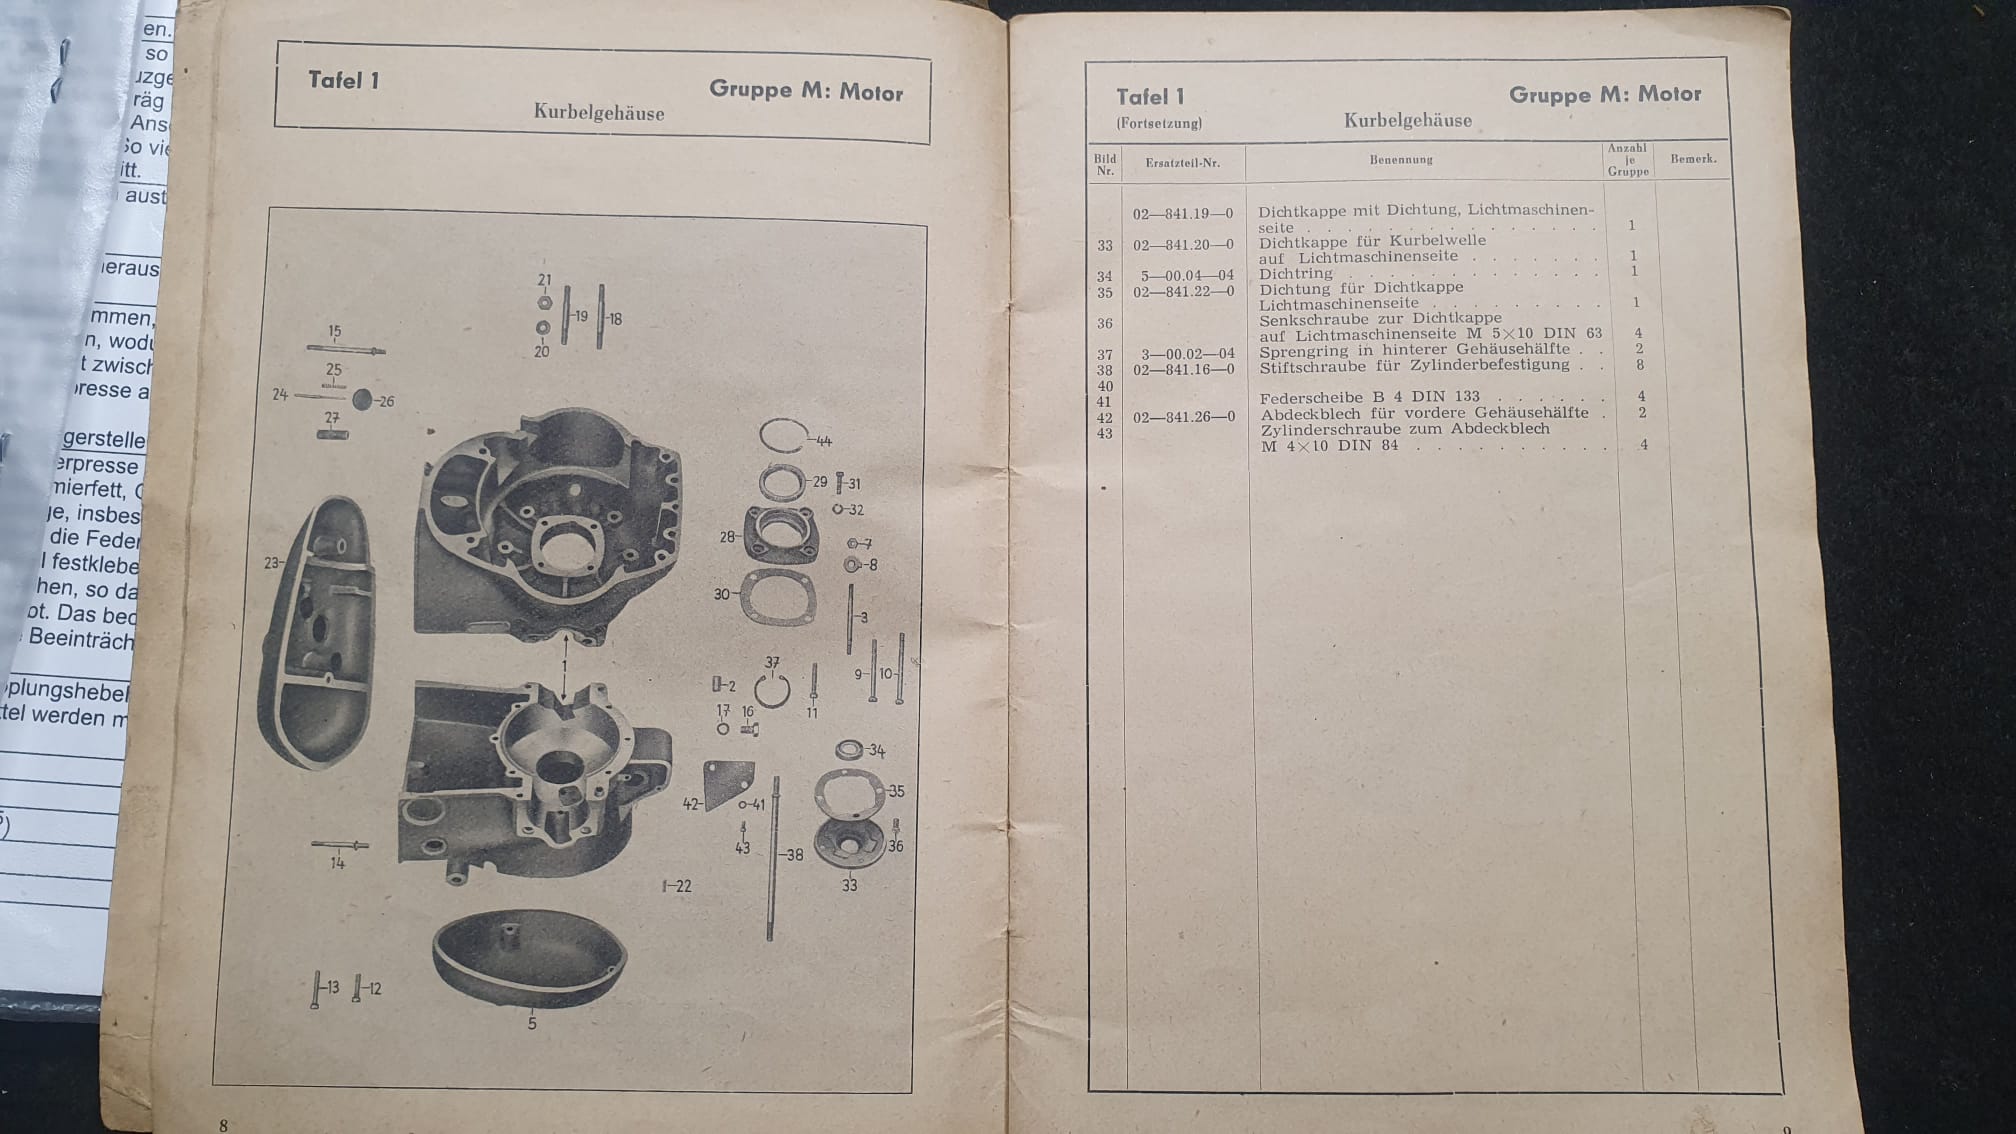 en.
so
räg
Ans
so vie
itt.
aust
heraus
mmen,
t zwisch
resse a
gerstelle
erpresse
mierfett,
je, insbes
die Feder
l festklebe
hen, so da
ot. Das bed
Beeinträch
plungshebel
tel werden m
Tafel 1
Gruppe M: Motor
Kurbelgehäuse
21
19
18
20
15
25
24
26
27
44
29
31
32
28
7
8
30
3
23
1
37
2
9
10
17
16
11
34
42
41
35
43
38
36
14
33
22
13
12
5
8
Tafel 1
Gruppe M: Motor
(Fortsetzung)
Kurbelgehäuse
Bild Nr. Ersatzteil-Nr. Benennung Anzahl je Gruppe Bemerk.
02—841.19—0 Dichtkappe mit Dichtung, Lichtmaschinen-
seite . . . . . . . . . . . . . . . 1
33 02—841.20—0 Dichtkappe für Kurbelwelle
auf Lichtmaschinenseite . . . . . . . 1
34 5—00.04—04 Dichtring . . . . . . . . . . . . . 1
35 02—841.22—0 Dichtung für Dichtkappe
Lichtmaschinenseite . . . . . . . . . 1
36 Senkschraube zur Dichtkappe
auf Lichtmaschinenseite M 5×10 DIN 63 4
37 3—00.02—04 Sprengring in hinterer Gehäusehälfte . . 2
38 02—841.16—0 Stiftschraube für Zylinderbefestigung . . 8
40
41 Federscheibe B 4 DIN 133 . . . . . . 4
42 02—841.26—0 Abdeckblech für vordere Gehäusehälfte . 2
43 Zylinderschraube zum Abdeckblech
M 4×10 DIN 84 . . . . . . . . . . 4
9